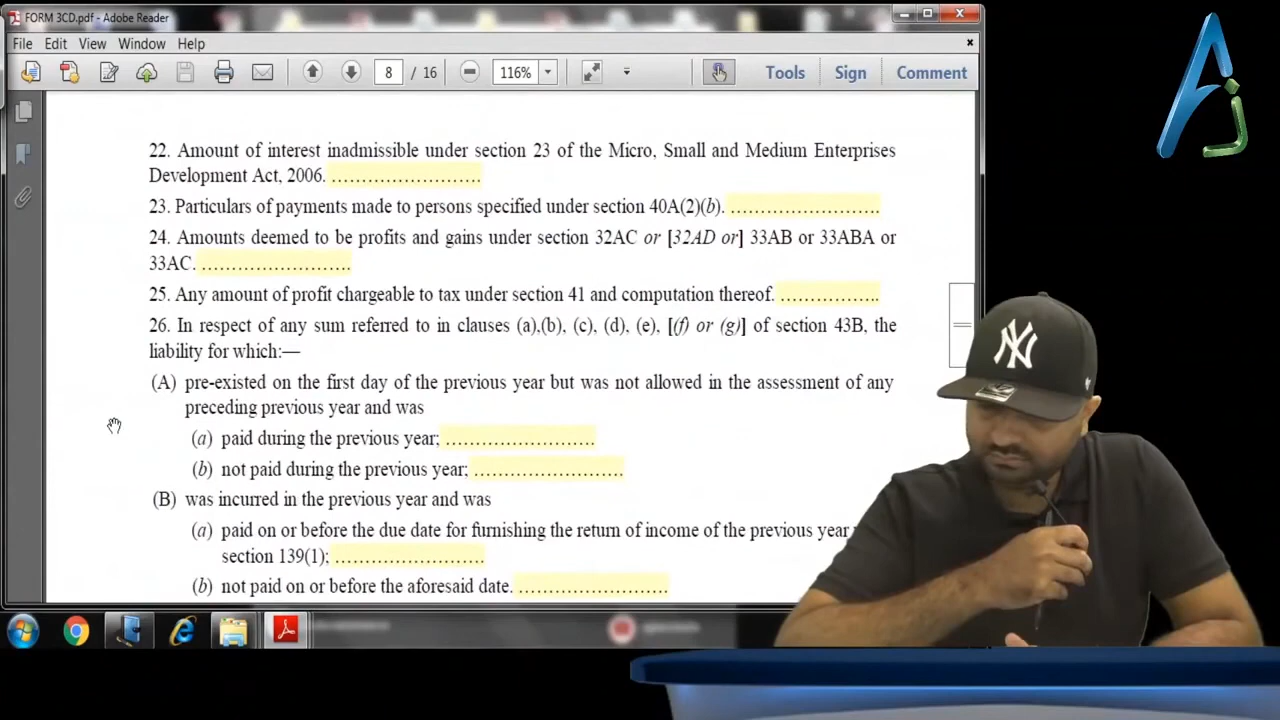 FORM 3CD.pdf - Adobe Reader
File Edit View Window Help
8 / 16 116% Tools Sign Comment
22. Amount of interest inadmissible under section 23 of the Micro, Small and Medium Enterprises
Development Act, 2006. ……………………
23. Particulars of payments made to persons specified under section 40A(2)(b). …………………….
24. Amounts deemed to be profits and gains under section 32AC or [32AD or] 33AB or 33ABA or
33AC. ……………………
25. Any amount of profit chargeable to tax under section 41 and computation thereof. ……………..
26. In respect of any sum referred to in clauses (a),(b), (c), (d), (e), [(f) or (g)] of section 43B, the
liability for which:—
(A) pre-existed on the first day of the previous year but was not allowed in the assessment of any
preceding previous year and was
(a) paid during the previous year; ……………………
(b) not paid during the previous year; ……………………
(B) was incurred in the previous year and was
(a) paid on or before the due date for furnishing the return of income of the previous year
section 139(1); ……………………
(b) not paid on or before the aforesaid date. ……………………
NY
47